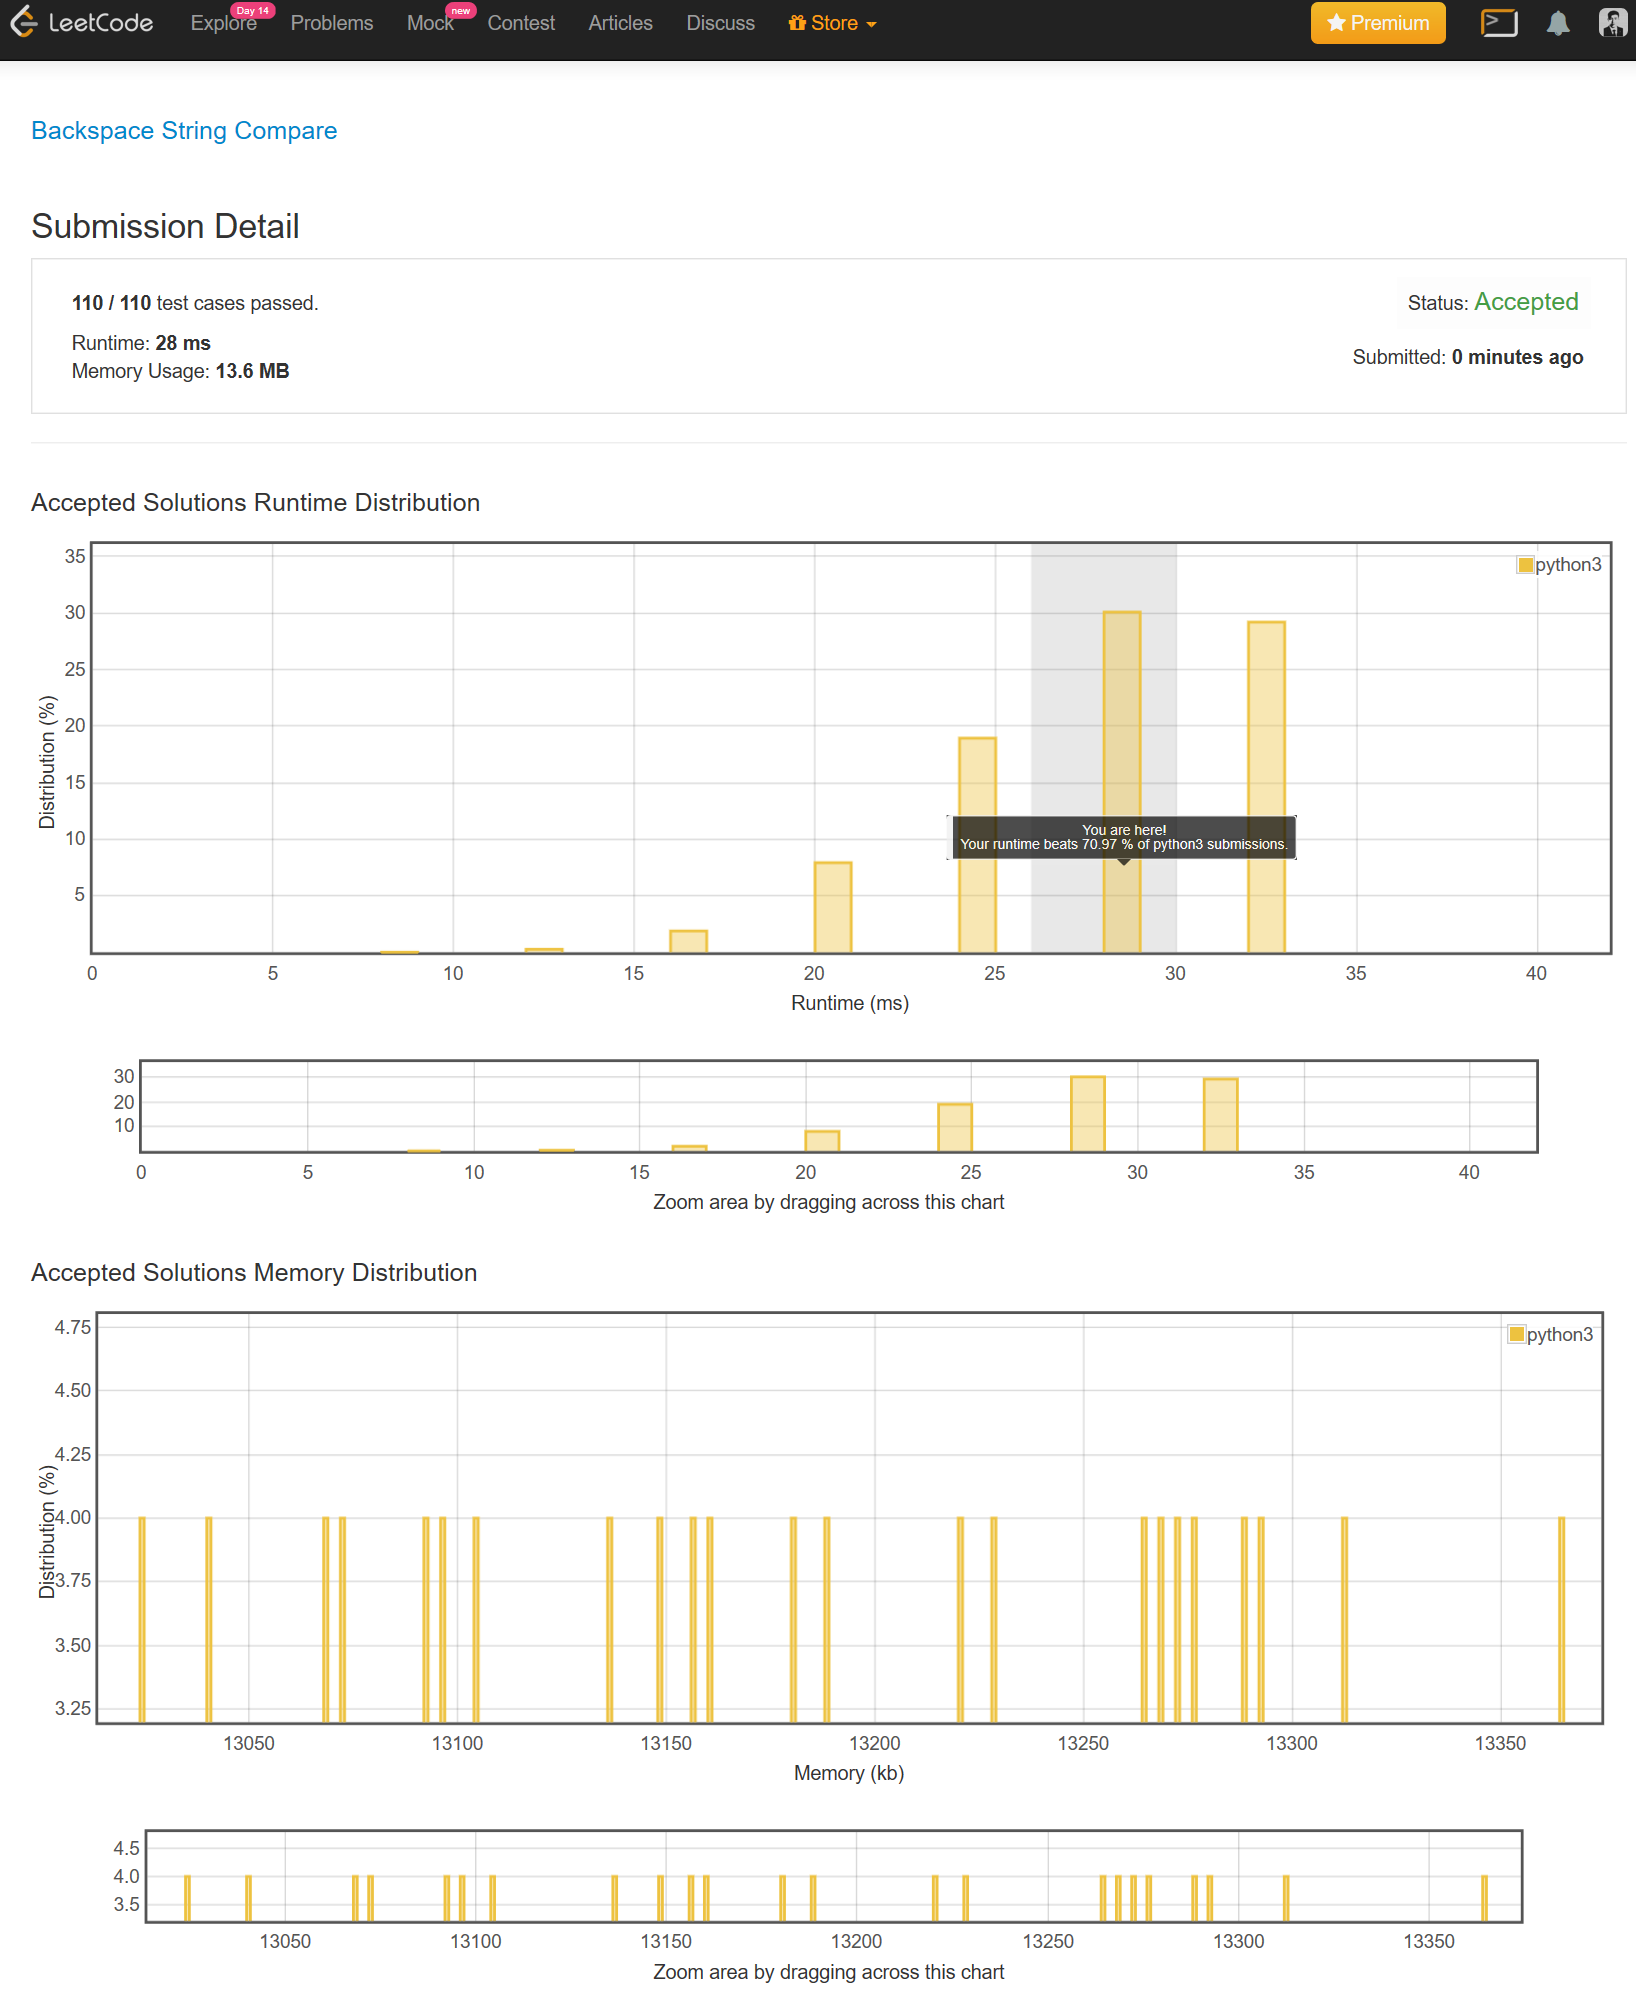 LeetCode Explore Day 14 Problems Mock new Contest Articles Discuss Store Premium
Backspace String Compare
Submission Detail
110 / 110 test cases passed.
Status: Accepted
Runtime: 28 ms
Submitted: 0 minutes ago
Memory Usage: 13.6 MB
Accepted Solutions Runtime Distribution
python3
35
30
25
20
15
10
5
Distribution (%)
You are here!
Your runtime beats 70.97 % of python3 submissions.
0 5 10 15 20 25 30 35 40
Runtime (ms)
30
20
10
0 5 10 15 20 25 30 35 40
Zoom area by dragging across this chart
Accepted Solutions Memory Distribution
python3
4.75
4.50
4.25
4.00
3.75
3.50
3.25
Distribution (%)
13050 13100 13150 13200 13250 13300 13350
Memory (kb)
4.5
4.0
3.5
13050 13100 13150 13200 13250 13300 13350
Zoom area by dragging across this chart